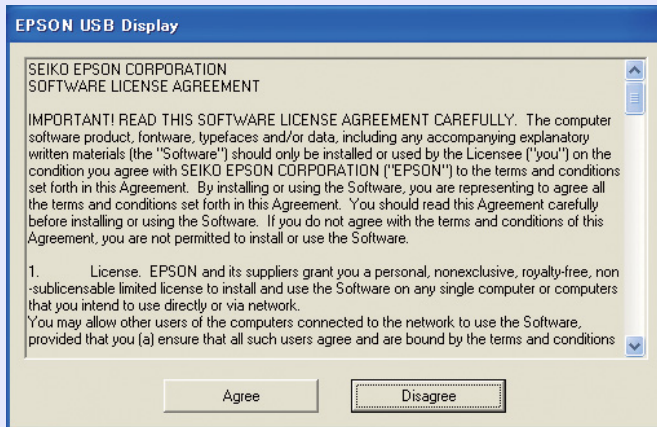 EPSON USB Display
SEIKO EPSON CORPORATION
SOFTWARE LICENSE AGREEMENT
IMPORTANT! READ THIS SOFTWARE LICENSE AGREEMENT CAREFULLY. The computer
software product, fontware, typefaces and/or data, including any accompanying explanatory
written materials (the "Software") should only be installed or used by the Licensee ("you") on the
condition you agree with SEIKO EPSON CORPORATION ("EPSON") to the terms and conditions
set forth in this Agreement. By installing or using the Software, you are representing to agree all
the terms and conditions set forth in this Agreement. You should read this Agreement carefully
before installing or using the Software. If you do not agree with the terms and conditions of this
Agreement, you are not permitted to install or use the Software.
1. License. EPSON and its suppliers grant you a personal, nonexclusive, royalty-free, non
-sublicensable limited license to install and use the Software on any single computer or computers
that you intend to use directly or via network.
You may allow other users of the computers connected to the network to use the Software,
provided that you (a) ensure that all such users agree and are bound by the terms and conditions
Agree Disagree